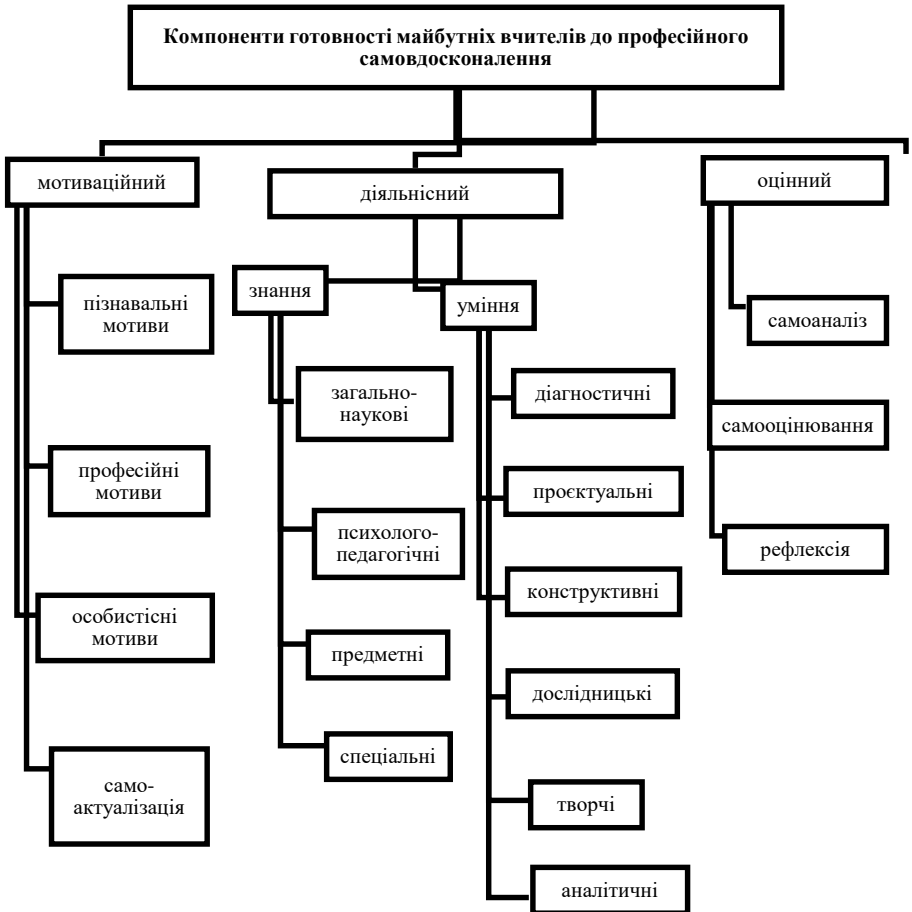 Компоненти готовності майбутніх вчителів до професійного
самовдосконалення
мотиваційний
діяльнісний
оцінний
пізнавальні
мотиви
професійні
мотиви
особистісні
мотиви
само-
актуалізація
знання
загально-
наукові
психолого-
педагогічні
предметні
спеціальні
уміння
діагностичні
проєктуальні
конструктивні
дослідницькі
творчі
аналітичні
самоаналіз
самооцінювання
рефлексія